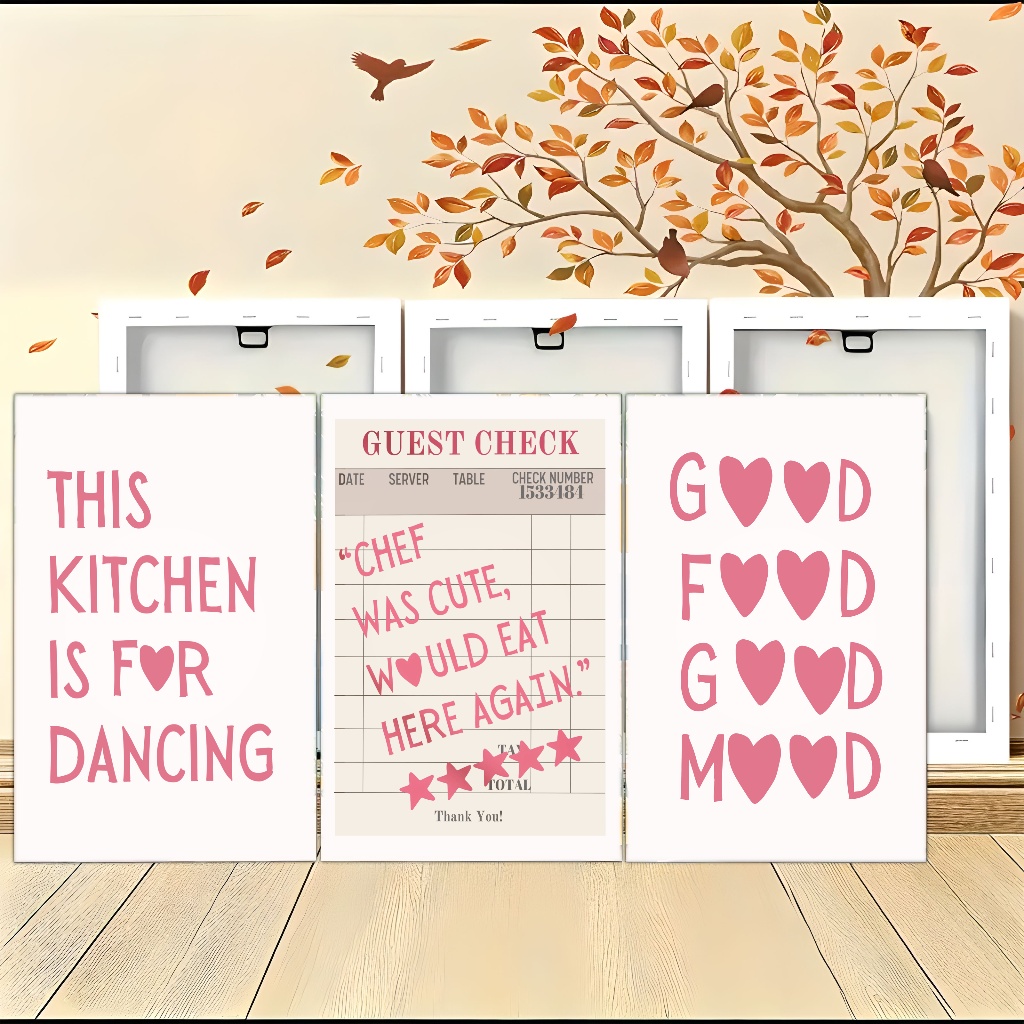 THIS
KITCHEN
IS FOR
DANCING
GUEST CHECK
DATE SERVER TABLE CHECK NUMBER
1533484
“CHEF
WAS CUTE,
WOULD EAT
HERE AGAIN.”
TAX
TOTAL
Thank You!
GOOD
FOOD
GOOD
MOOD